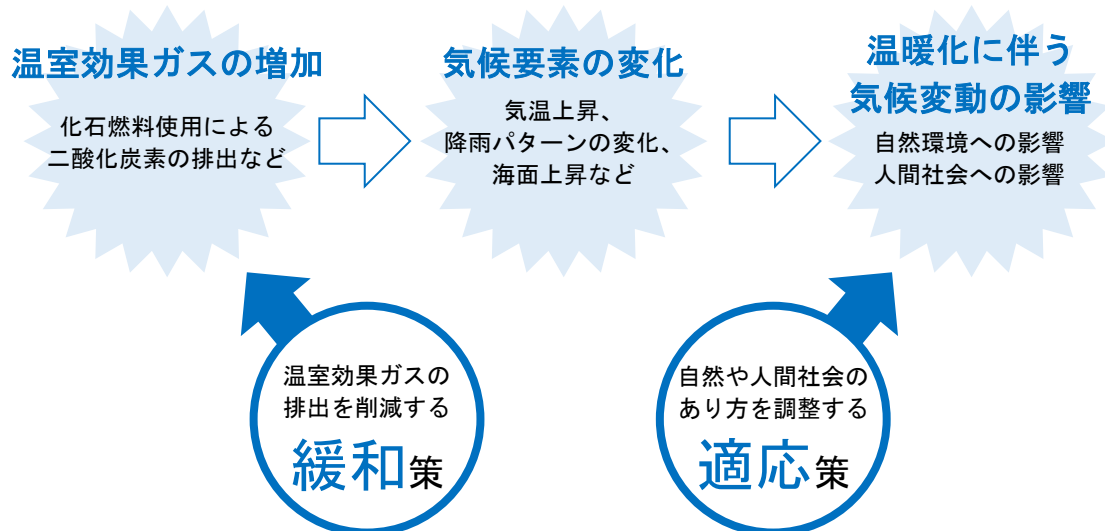 温室効果ガスの増加
化石燃料使用による
二酸化炭素の排出など
気候要素の変化
気温上昇、
降雨パターンの変化、
海面上昇など
温暖化に伴う
気候変動の影響
自然環境への影響
人間社会への影響
温室効果ガスの
排出を削減する
緩和策
自然や人間社会の
あり方を調整する
適応策